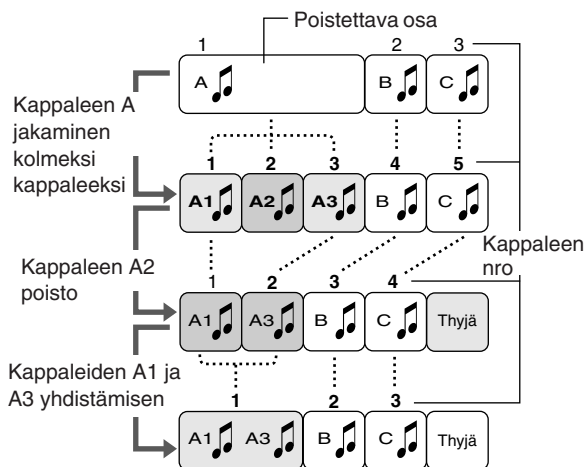 Poistettava osa
1 2 3
A B C
Kappaleen A
jakaminen
kolmeksi
kappaleeksi
1 2 3 4 5
A1 A2 A3 B C
Kappaleen
nro
Kappaleen A2
poisto
1 2 3 4
A1 A3 B C Thyjä
Kappaleiden A1 ja
A3 yhdistämisen
1 2 3
A1 A3 B C Thyjä